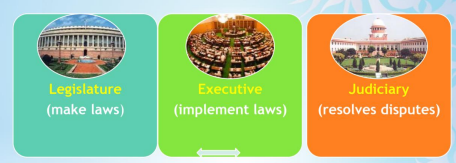 Legislature
(make laws)
Executive
(implement laws)
Judiciary
(resolves disputes)